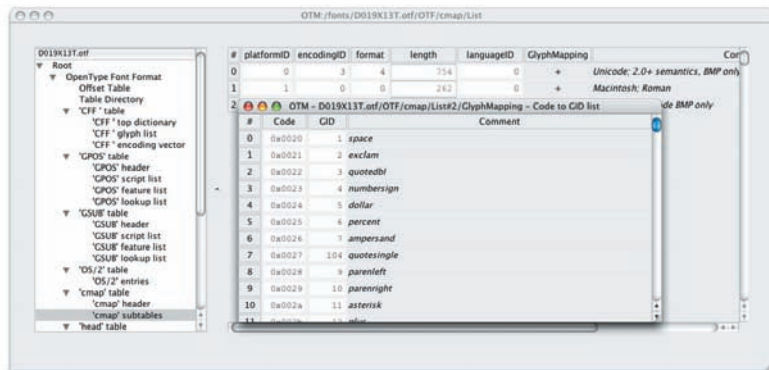 OTM:/fonts/D019X13T.otf/OTF/cmap/List
D019X13T.otf
Root
OpenType Font Format
Offset Table
Table Directory
'CFF ' table
'CFF ' top dictionary
'CFF ' glyph list
'CFF ' encoding vector
'GPOS' table
'GPOS' header
'GPOS' script list
'GPOS' feature list
'GPOS' lookup list
'GSUB' table
'GSUB' header
'GSUB' script list
'GSUB' feature list
'GSUB' lookup list
'OS/2' table
'OS/2' entries
'cmap' table
'cmap' header
'cmap' subtables
'head' table
# platformID encodingID format length languageID GlyphMapping Con
0 0 3 4 754 0 + Unicode; 2.0+ semantics, BMP only
1 1 0 0 262 0 + Macintosh; Roman
2 de BMP only
OTM – D019X13T.otf/OTF/cmap/List#2/GlyphMapping – Code to GID list
# Code GID Comment
0 0x0020 1 space
1 0x0021 2 exclam
2 0x0022 3 quotedbl
3 0x0023 4 numbersign
4 0x0024 5 dollar
5 0x0025 6 percent
6 0x0026 7 ampersand
7 0x0027 104 quotesingle
8 0x0028 9 parenleft
9 0x0029 10 parenright
10 0x002a 11 asterisk
11 0x002b 12 plus